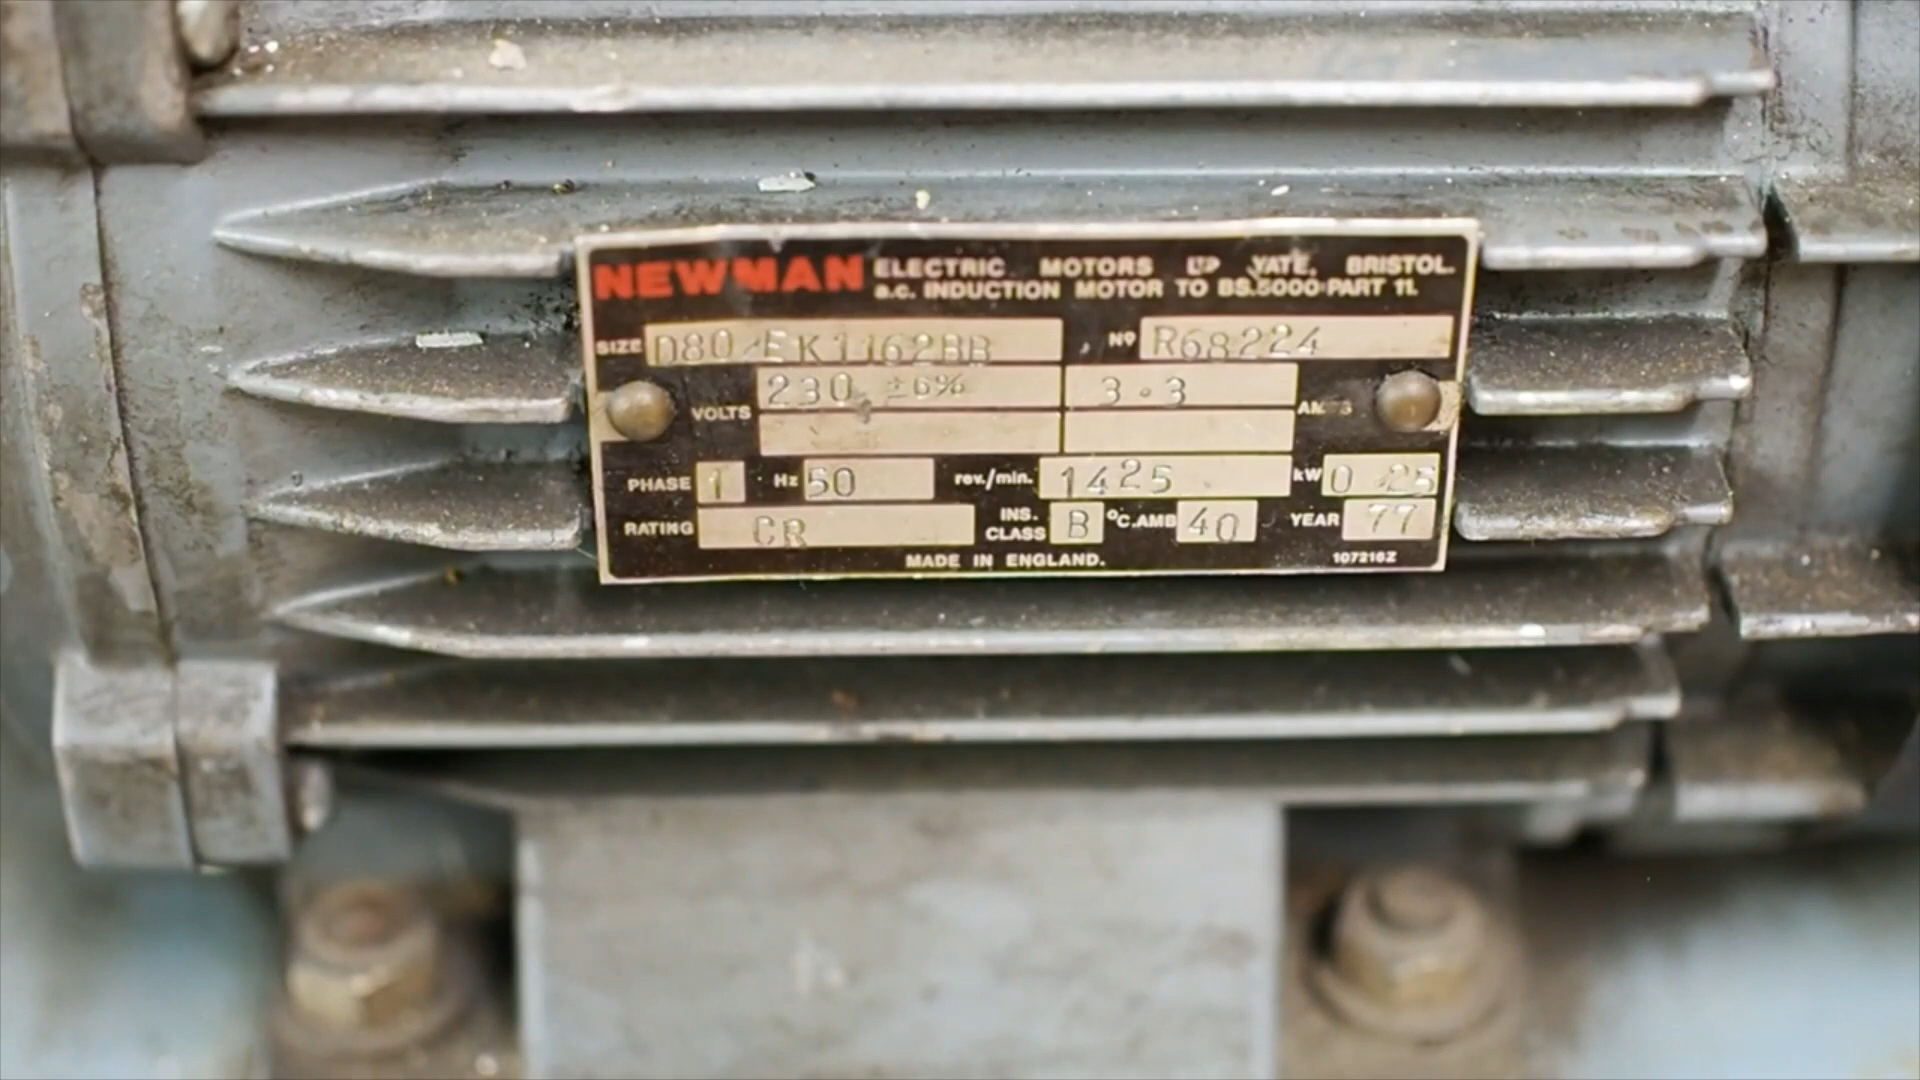 NEWMAN ELECTRIC MOTORS LTD YATE, BRISTOL.
a.c. INDUCTION MOTOR TO BS.5000 PART 11.
SIZE Nº R68224
VOLTS 230 ±6% 3.3 AMPS
PHASE 1 Hz 50 rev./min. 1425 kW 0.25
RATING CR INS. CLASS B °C.AMB 40 YEAR 77
MADE IN ENGLAND. 107216Z